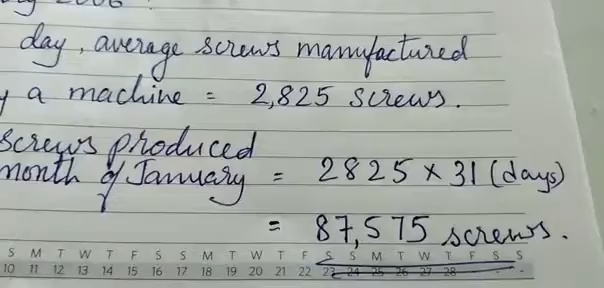 2006
day, average screws manufactured
a machine = 2,825 screws.
screws produced
month of January = 2825 × 31 (days)
= 87,575 screws.
S M T W T F S S M T W T F S S M T W T F S
10 11 12 13 14 15 16 17 18 19 20 21 22 23 24 25 26 27 28